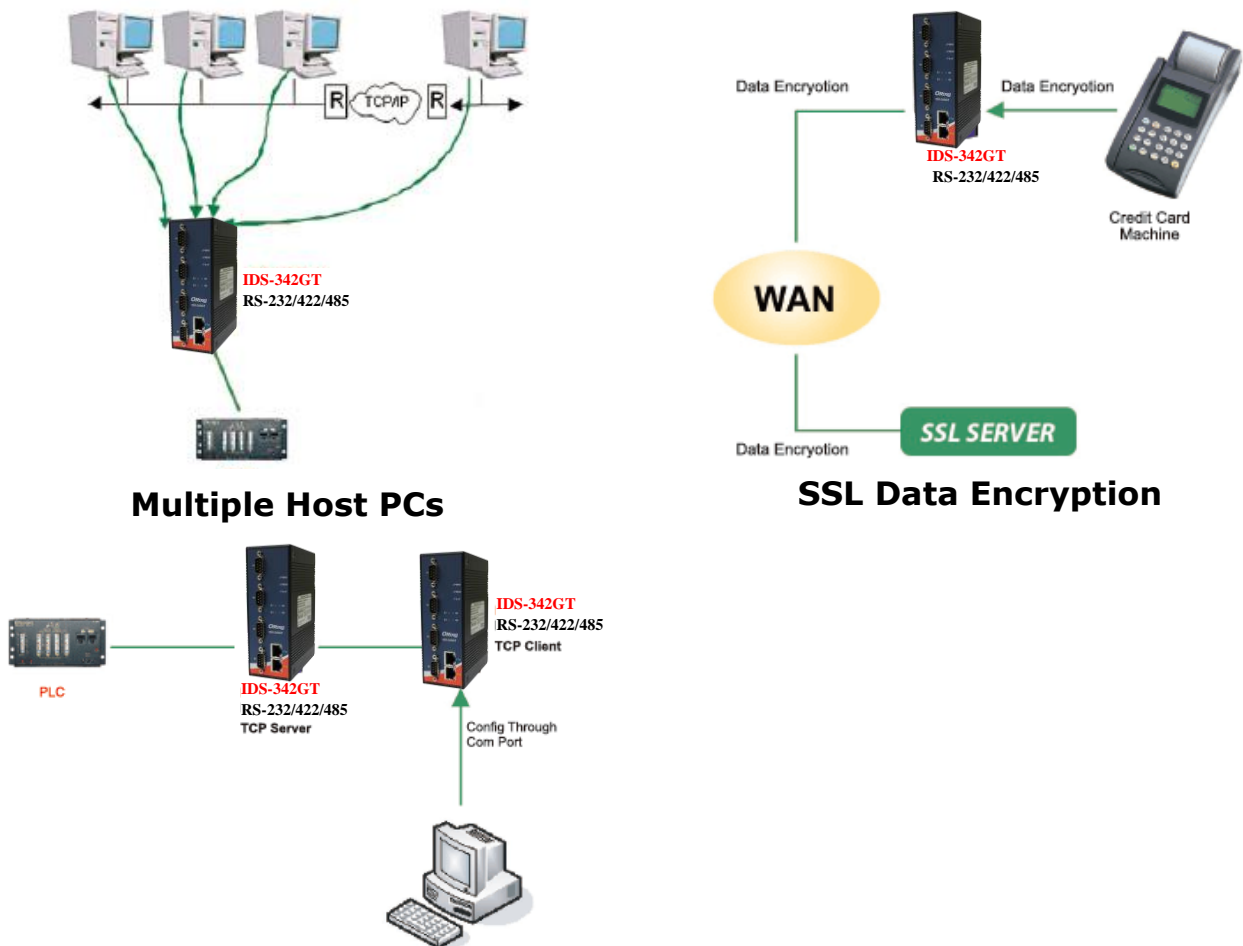 R
TCP/IP
R
IDS-342GT
RS-232/422/485
Multiple Host PCs
Data Encryotion
Data Encryotion
IDS-342GT
RS-232/422/485
Credit Card
Machine
WAN
SSL SERVER
Data Encryotion
SSL Data Encryption
PLC
IDS-342GT
RS-232/422/485
TCP Server
IDS-342GT
RS-232/422/485
TCP Client
Config Through
Com Port